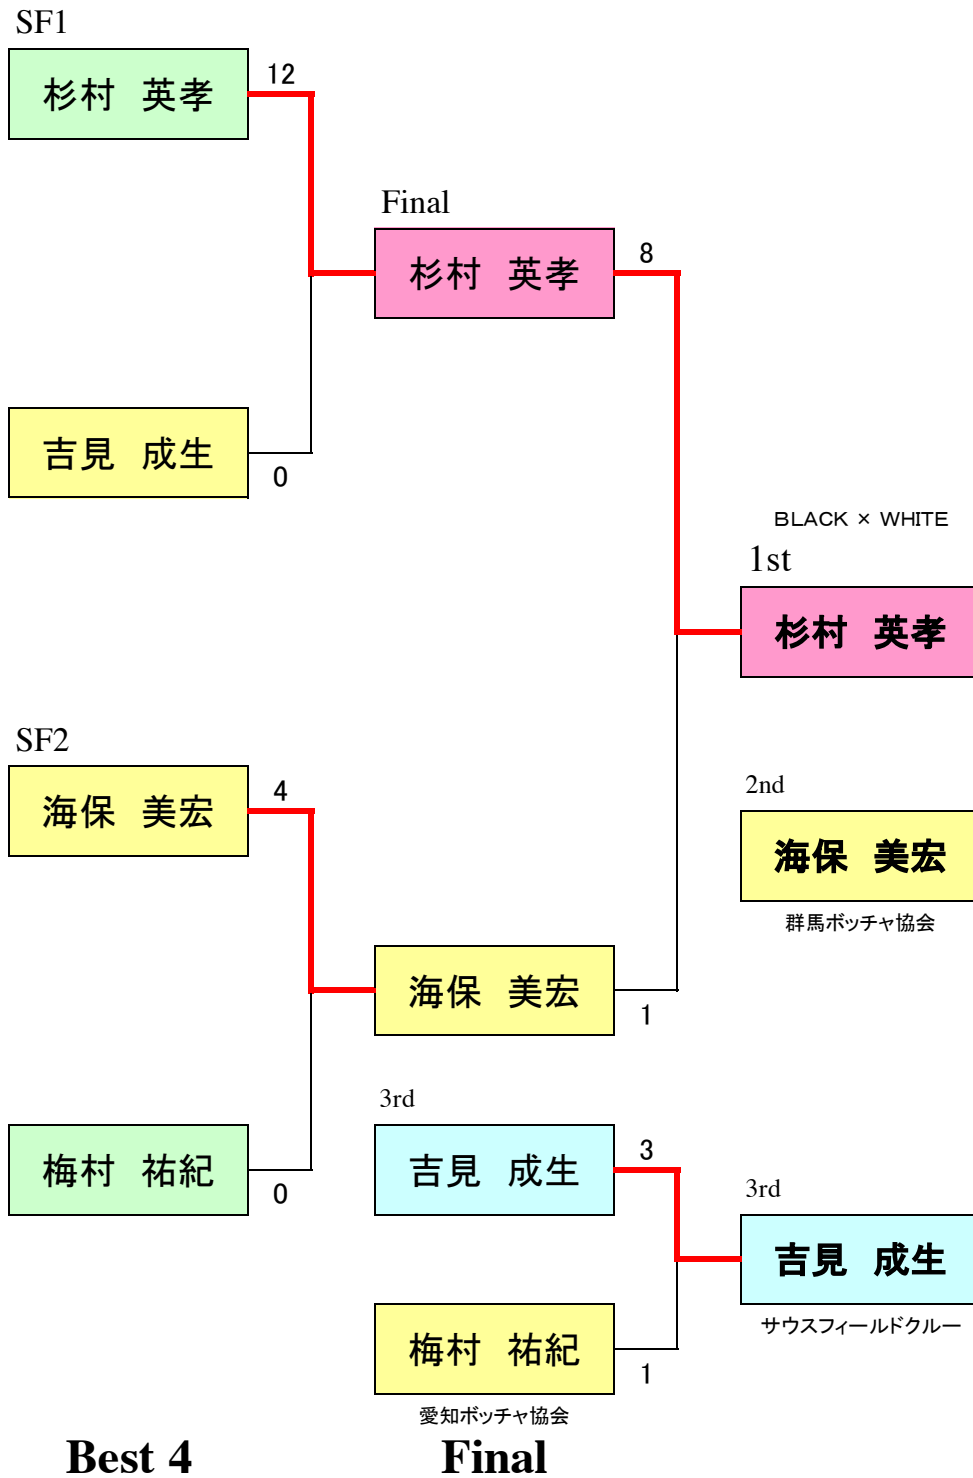 SF1
杉村　英孝
12
Final
杉村　英孝
8
吉見　成生
0
BLACK × WHITE
1st
杉村　英孝
SF2
海保　美宏
4
2nd
海保　美宏
群馬ボッチャ協会
海保　美宏
1
3rd
梅村　祐紀
0
吉見　成生
3
3rd
吉見　成生
サウスフィールドクルー
梅村　祐紀
1
愛知ボッチャ協会
Best 4
Final